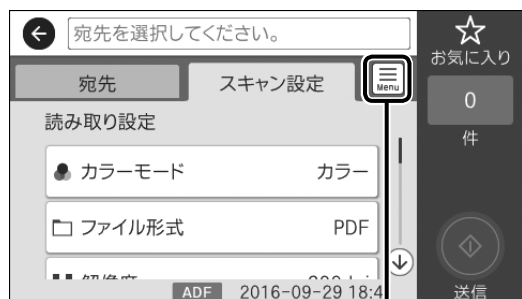 宛先を選択してください。
お気に入り
宛先
スキャン設定
Menu
0
件
読み取り設定
カラーモード
カラー
ファイル形式
PDF
ADF
2016-09-29 18:4
送信